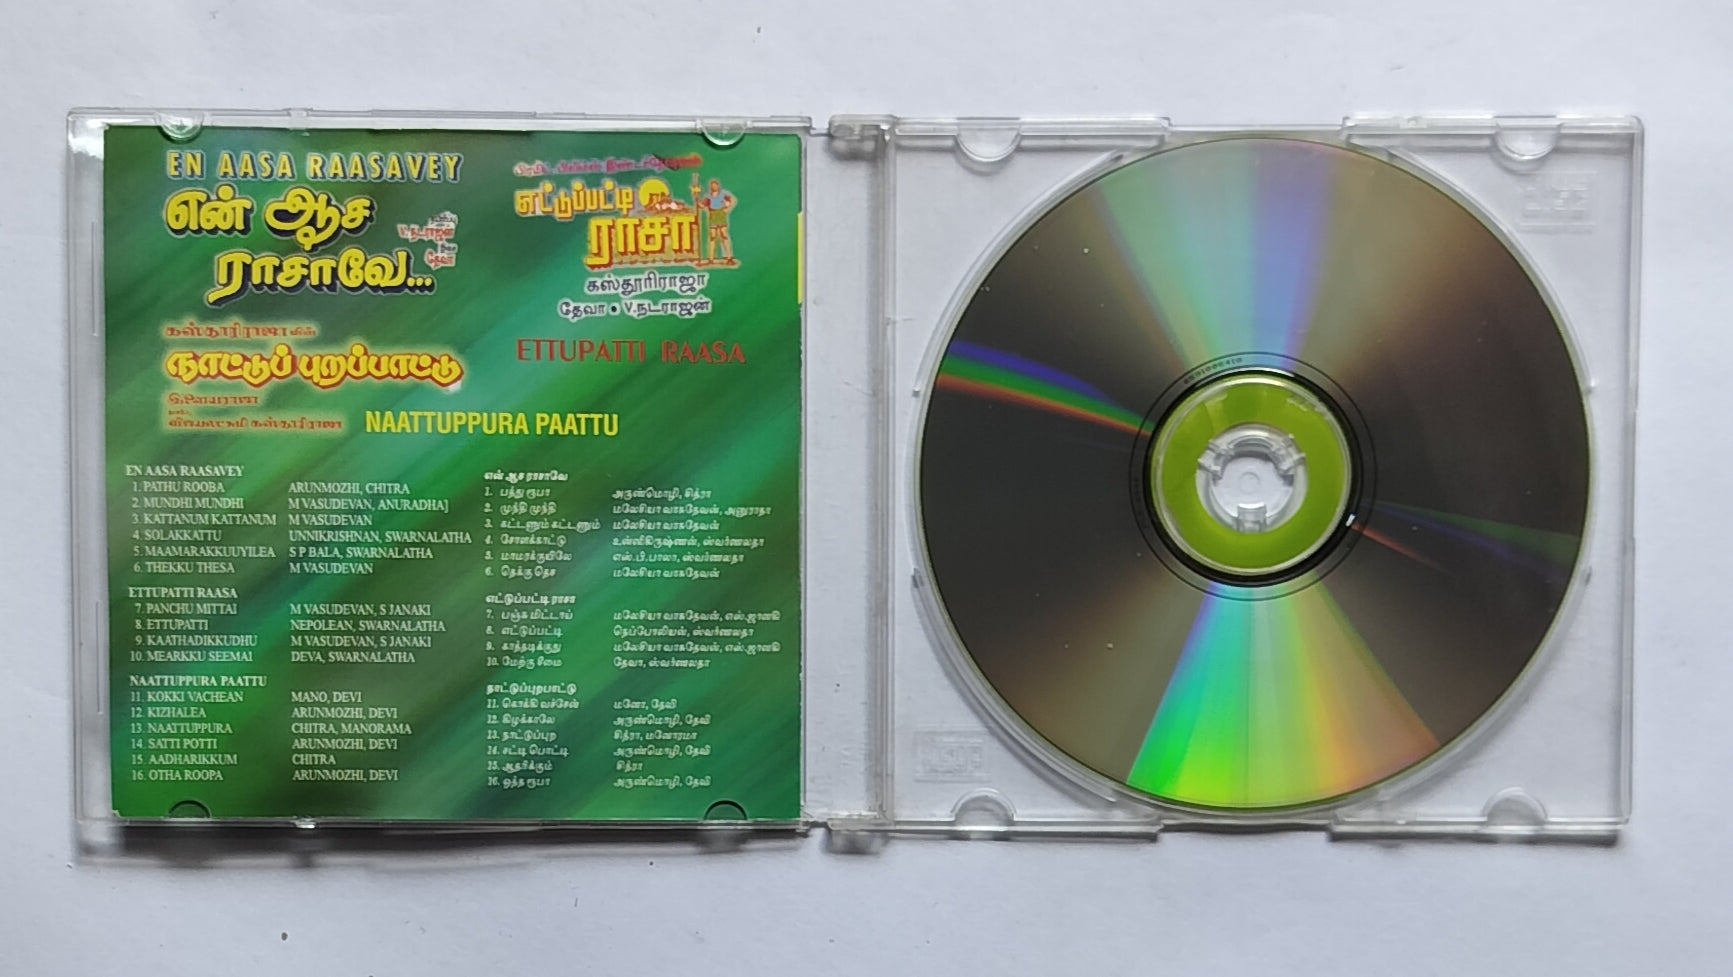 EN AASA RAASAVEY
என் ஆச
ராசாவே...
V.நடராஜன்
தேவா
எட்டுப்பட்டி
ராசா
கஸ்தூரிராஜா
தேவா • V.நடராஜன்
ETTUPATTI RAASA
கஸ்தூரிராஜா வின்
நாட்டுப் புறப்பாட்டு
இளையராஜா
விஜயலட்சுமி கஸ்தூரிராஜா
NAATTUPPURA PAATTU
EN AASA RAASAVEY
1. PATHU ROOBA ARUNMOZHI, CHITRA
2. MUNDHI MUNDHI M VASUDEVAN, ANURADHA]
3. KATTANUM KATTANUM M VASUDEVAN
4. SOLAKKATTU UNNIKRISHNAN, SWARNALATHA
5. MAAMARAKKUUYILEA S P BALA, SWARNALATHA
6. THEKKU THESA M VASUDEVAN
ETTUPATTI RAASA
7. PANCHU MITTAI M VASUDEVAN, S JANAKI
8. ETTUPATTI NEPOLEAN, SWARNALATHA
9. KAATHADIKKUDHU M VASUDEVAN, S JANAKI
10. MEARKKU SEEMAI DEVA, SWARNALATHA
NAATTUPPURA PAATTU
11. KOKKI VACHEAN MANO, DEVI
12. KIZHALEA ARUNMOZHI, DEVI
13. NAATTUPPURA CHITRA, MANORAMA
14. SATTI POTTI ARUNMOZHI, DEVI
15. AADHARIKKUM CHITRA
16. OTHA ROOPA ARUNMOZHI, DEVI
என் ஆச ராசாவே
1. பத்து ரூபா அருண்மொழி, சித்ரா
2. முந்தி முந்தி மலேசியா வாசுதேவன், அனுராதா
3. கட்டணும் கட்டணும் மலேசியா வாசுதேவன்
4. சோளக்காட்டு உன்னிகிருஷ்ணன், ஸ்வர்ணலதா
5. மாமரக்குயிலே எஸ்.பி.பாலா, ஸ்வர்ணலதா
6. தெக்கு தெச மலேசியா வாசுதேவன்
எட்டுப்பட்டி ராசா
7. பஞ்சு மிட்டாய் மலேசியா வாசுதேவன், எஸ்.ஜானகி
8. எட்டுப்பட்டி நெப்போலியன், ஸ்வர்ணலதா
9. காத்தடிக்குது மலேசியா வாசுதேவன், எஸ்.ஜானகி
10. மேற்கு சீமை தேவா, ஸ்வர்ணலதா
நாட்டுப்புறபாட்டு
11. கொக்கி வச்சேன் மனோ, தேவி
12. கிழக்காலே அருண்மொழி, தேவி
13. நாட்டுப்புற சித்ரா, மனோரமா
14. சட்டி பொட்டி அருண்மொழி, தேவி
15. ஆதரிக்கும் சித்ரா
16. ஒத்த ரூபா அருண்மொழி, தேவி